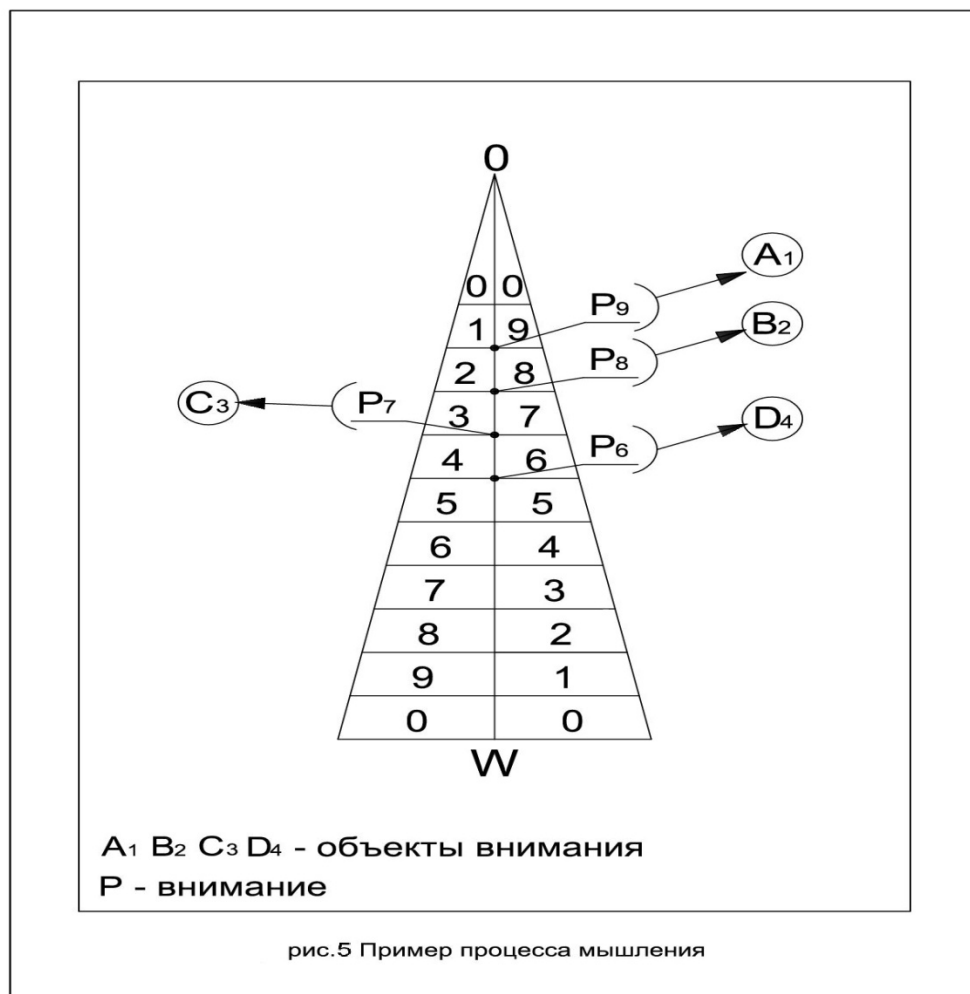 0
0 0
A1
P9
1 9
B2
P8
2 8
C3
P7
3 7
D4
P6
4 6
5 5
6 4
7 3
8 2
9 1
0 0
W
A1 B2 C3 D4 - объекты внимания
P - внимание
рис.5 Пример процесса мышления